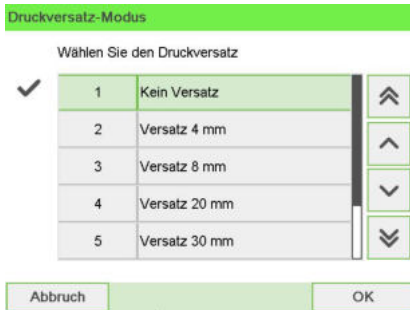 Druckversatz-Modus
Wählen Sie den Druckversatz
1 Kein Versatz
2 Versatz 4 mm
3 Versatz 8 mm
4 Versatz 20 mm
5 Versatz 30 mm
Abbruch OK